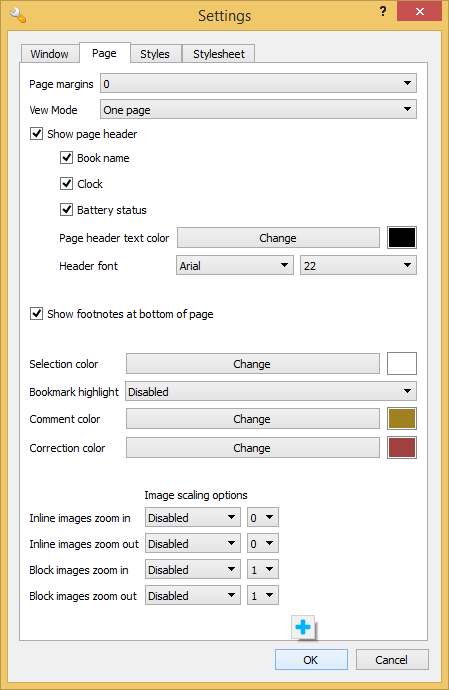 Settings
?
Window Page Styles Stylesheet
Page margins 0
Vew Mode One page
Show page header
Book name
Clock
Battery status
Page header text color Change
Header font Arial 22
Show footnotes at bottom of page
Selection color Change
Bookmark highlight Disabled
Comment color Change
Correction color Change
Image scaling options
Inline images zoom in Disabled 0
Inline images zoom out Disabled 0
Block images zoom in Disabled 1
Block images zoom out Disabled 1
OK Cancel